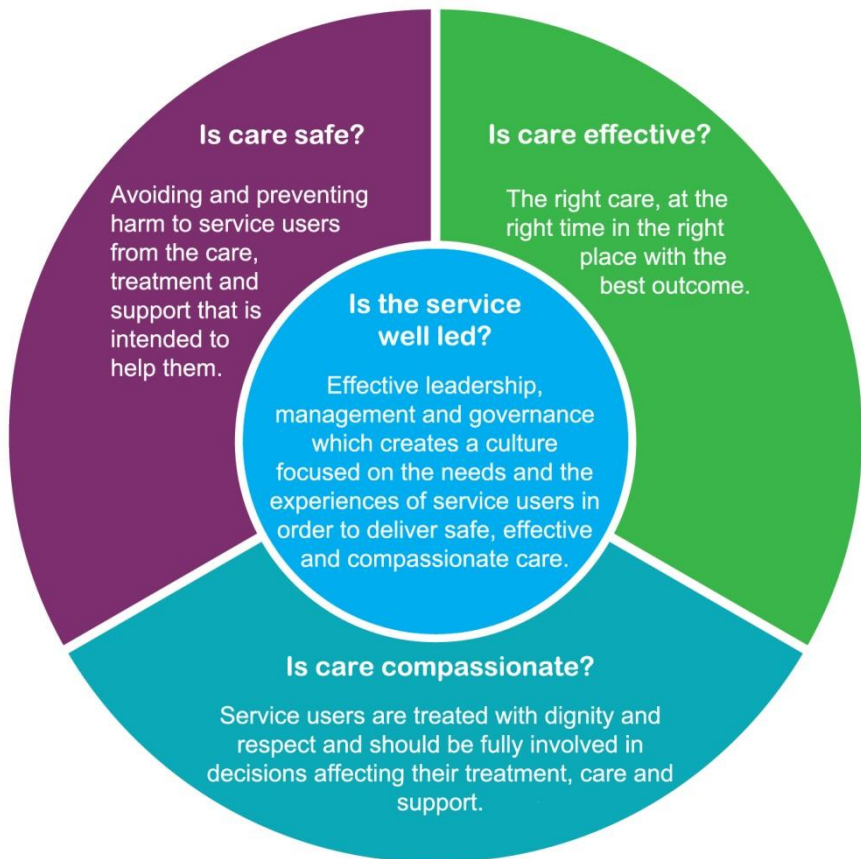 Is care safe?
Avoiding and preventing
harm to service users
from the care,
treatment and
support that is
intended to
help them.
Is care effective?
The right care, at the
right time in the right
place with the
best outcome.
Is the service
well led?
Effective leadership,
management and governance
which creates a culture
focused on the needs and the
experiences of service users in
order to deliver safe, effective
and compassionate care.
Is care compassionate?
Service users are treated with dignity and
respect and should be fully involved in
decisions affecting their treatment, care and
support.